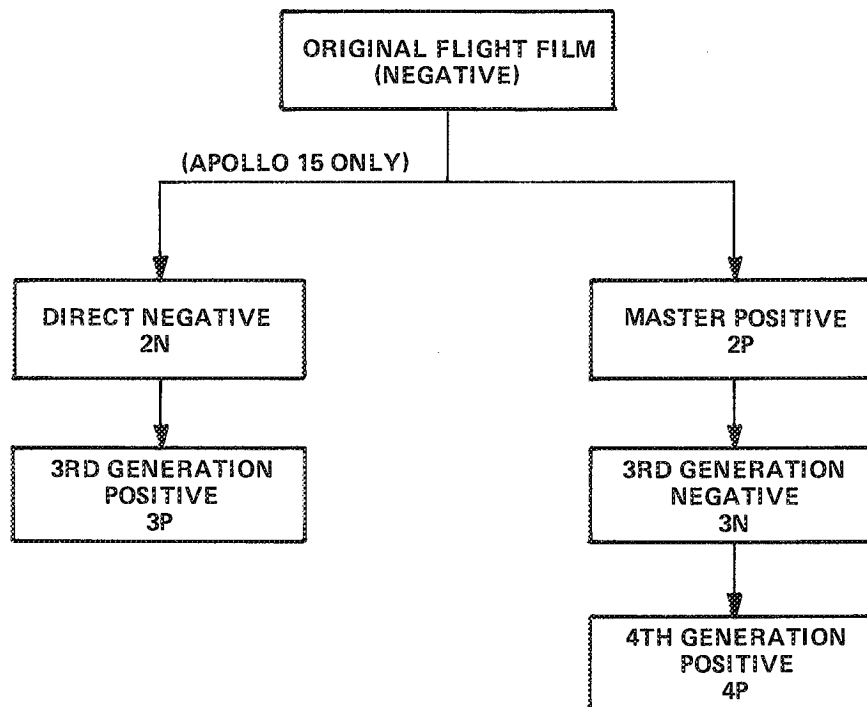 ORIGINAL FLIGHT FILM
(NEGATIVE)
(APOLLO 15 ONLY)
DIRECT NEGATIVE
2N
MASTER POSITIVE
2P
3RD GENERATION
POSITIVE
3P
3RD GENERATION
NEGATIVE
3N
4TH GENERATION
POSITIVE
4P